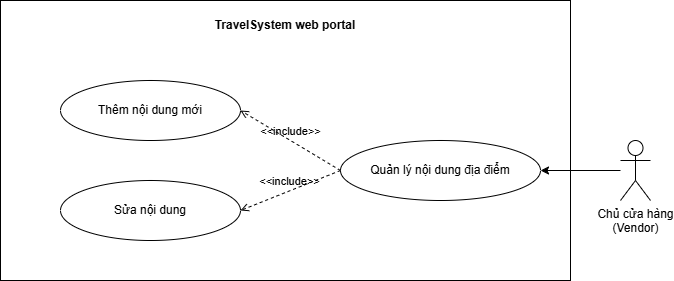 TravelSystem web portal
Thêm nội dung mới
<<include>>
Quản lý nội dung địa điểm
<<include>>
Sửa nội dung
Chủ cửa hàng
(Vendor)